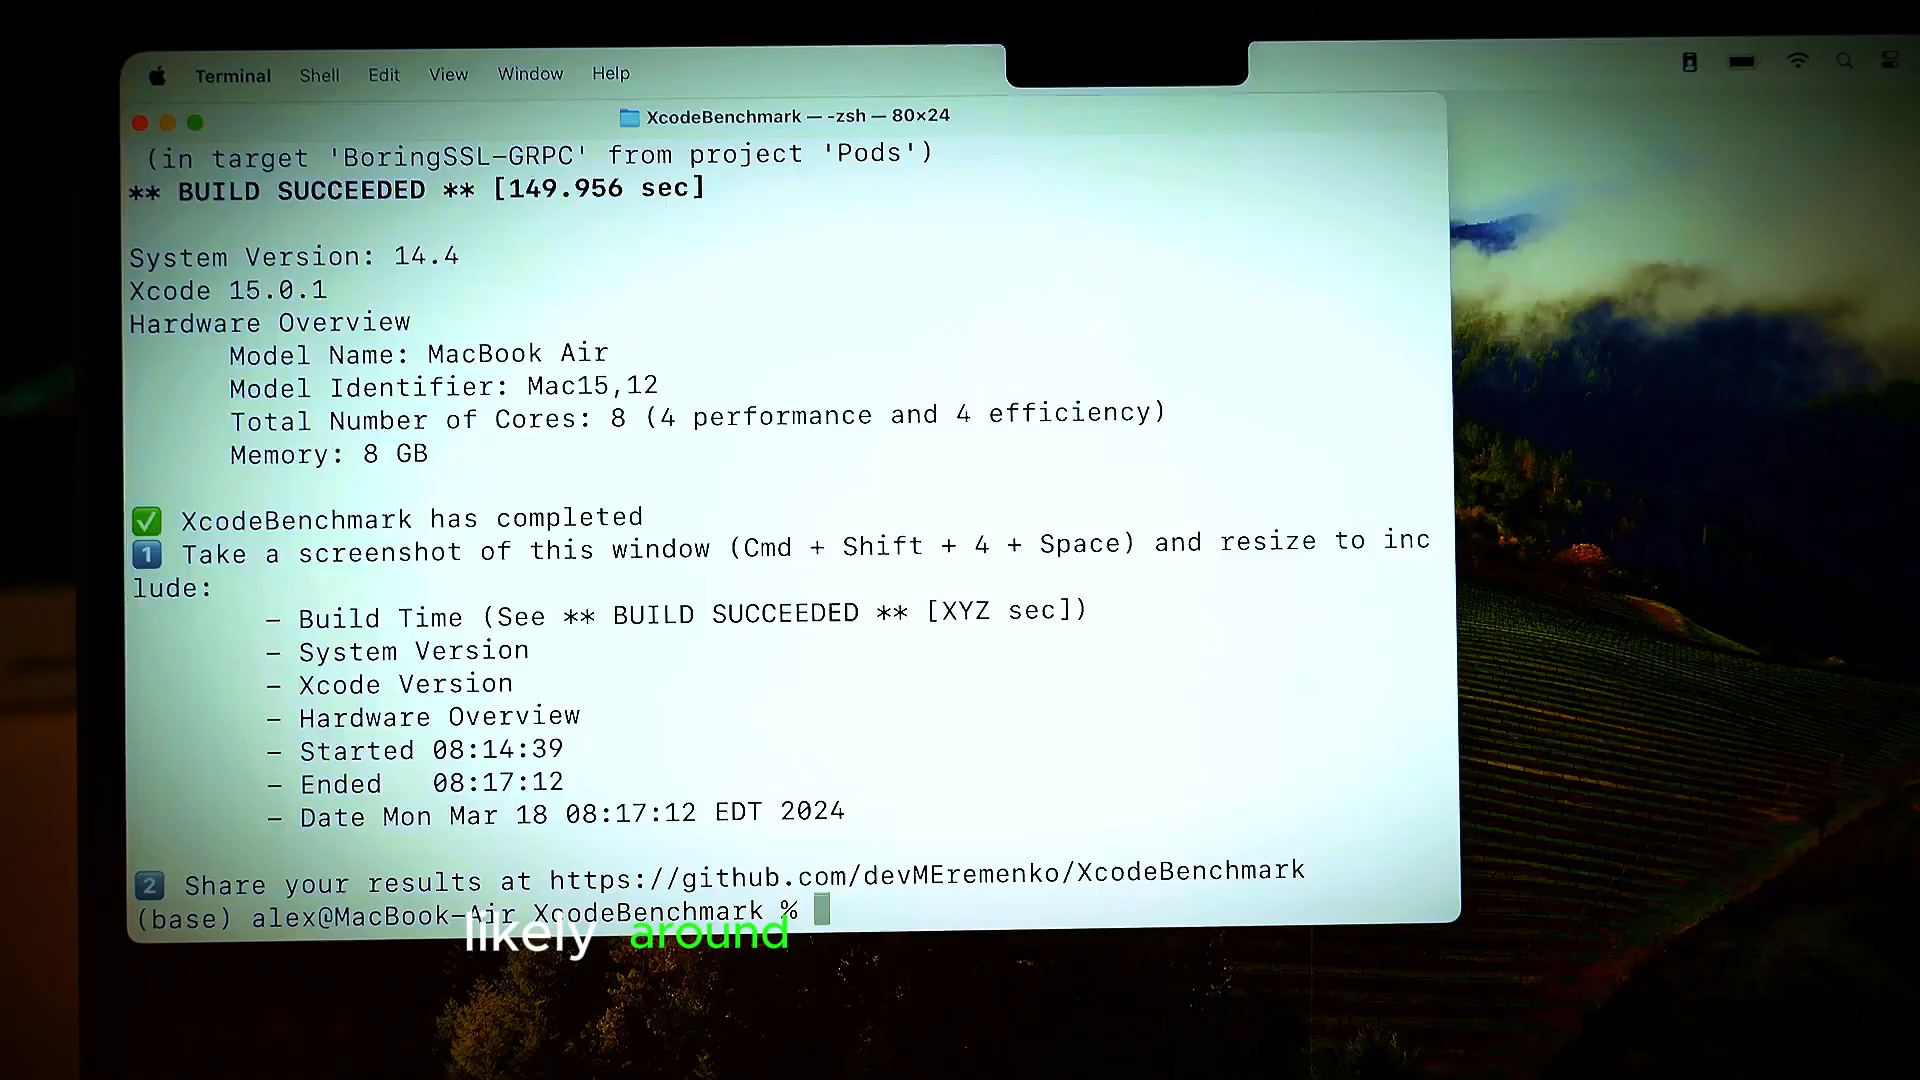 Terminal Shell Edit View Window Help
XcodeBenchmark — -zsh — 80×24
(in target 'BoringSSL-GRPC' from project 'Pods')
** BUILD SUCCEEDED ** [149.956 sec]
System Version: 14.4
Xcode 15.0.1
Hardware Overview
Model Name: MacBook Air
Model Identifier: Mac15,12
Total Number of Cores: 8 (4 performance and 4 efficiency)
Memory: 8 GB
✅ XcodeBenchmark has completed
1️⃣ Take a screenshot of this window (Cmd + Shift + 4 + Space) and resize to inc
lude:
– Build Time (See ** BUILD SUCCEEDED ** [XYZ sec])
– System Version
– Xcode Version
– Hardware Overview
– Started 08:14:39
– Ended 08:17:12
– Date Mon Mar 18 08:17:12 EDT 2024
2️⃣ Share your results at https://github.com/devMEremenko/XcodeBenchmark
(base) alex@MacBook-Air XcodeBenchmark %
likely around